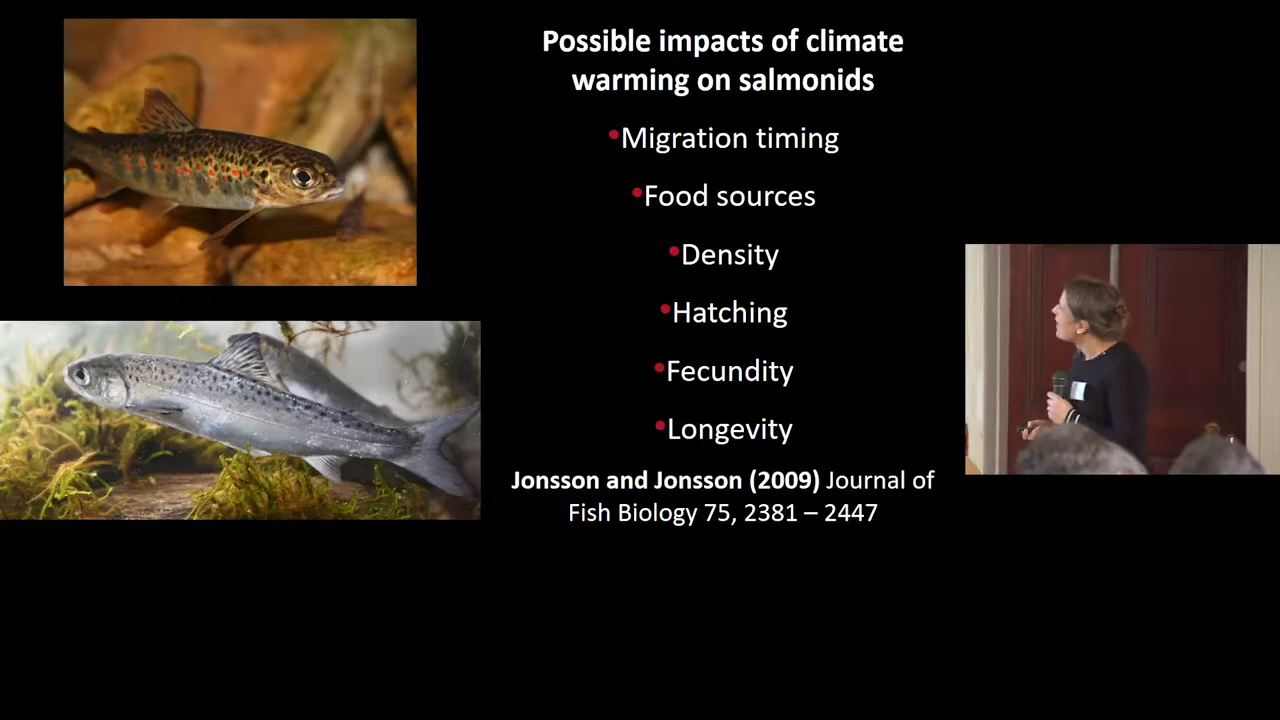 Possible impacts of climate
warming on salmonids
•Migration timing
•Food sources
•Density
•Hatching
•Fecundity
•Longevity
Jonsson and Jonsson (2009) Journal of
Fish Biology 75, 2381 – 2447